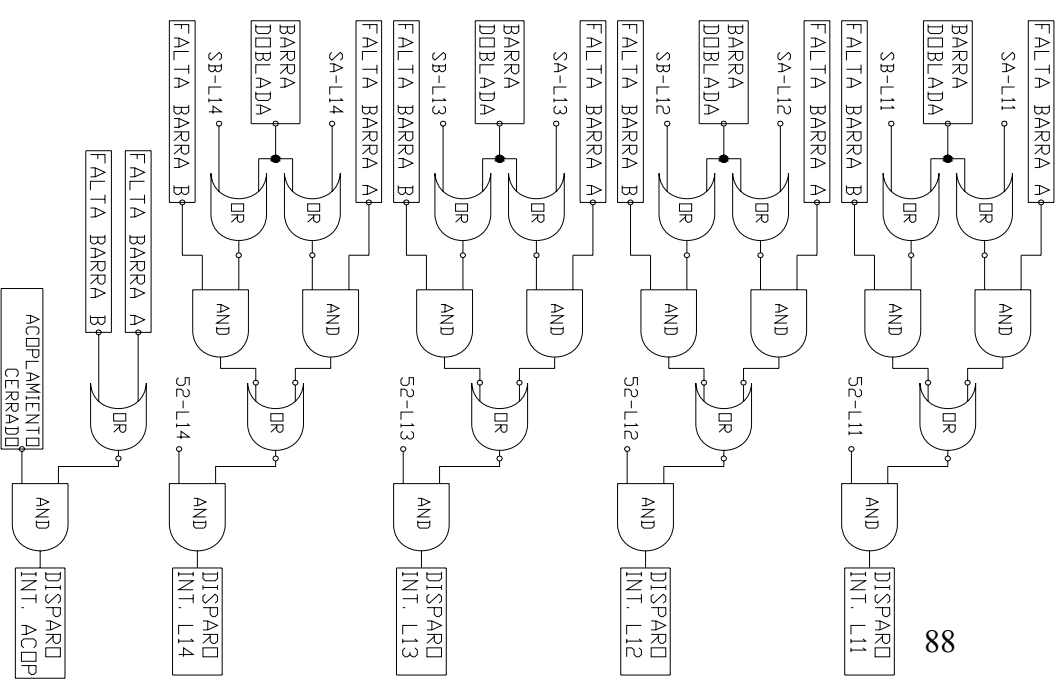 88
FALTA BARRA A
SA-L11
BARRA
DOBLADA
SB-L11
FALTA BARRA B
OR
OR
AND
AND
OR
52-L11
AND
DISPARO
INT. L11
FALTA BARRA A
SA-L12
BARRA
DOBLADA
SB-L12
FALTA BARRA B
OR
OR
AND
AND
OR
52-L12
AND
DISPARO
INT. L12
FALTA BARRA A
SA-L13
BARRA
DOBLADA
SB-L13
FALTA BARRA B
OR
OR
AND
AND
OR
52-L13
AND
DISPARO
INT. L13
FALTA BARRA A
SA-L14
BARRA
DOBLADA
SB-L14
FALTA BARRA B
OR
OR
AND
AND
OR
52-L14
AND
DISPARO
INT. L14
FALTA BARRA A
FALTA BARRA B
OR
ACOPLAMIENTO
CERRADO
AND
DISPARO
INT. ACOP